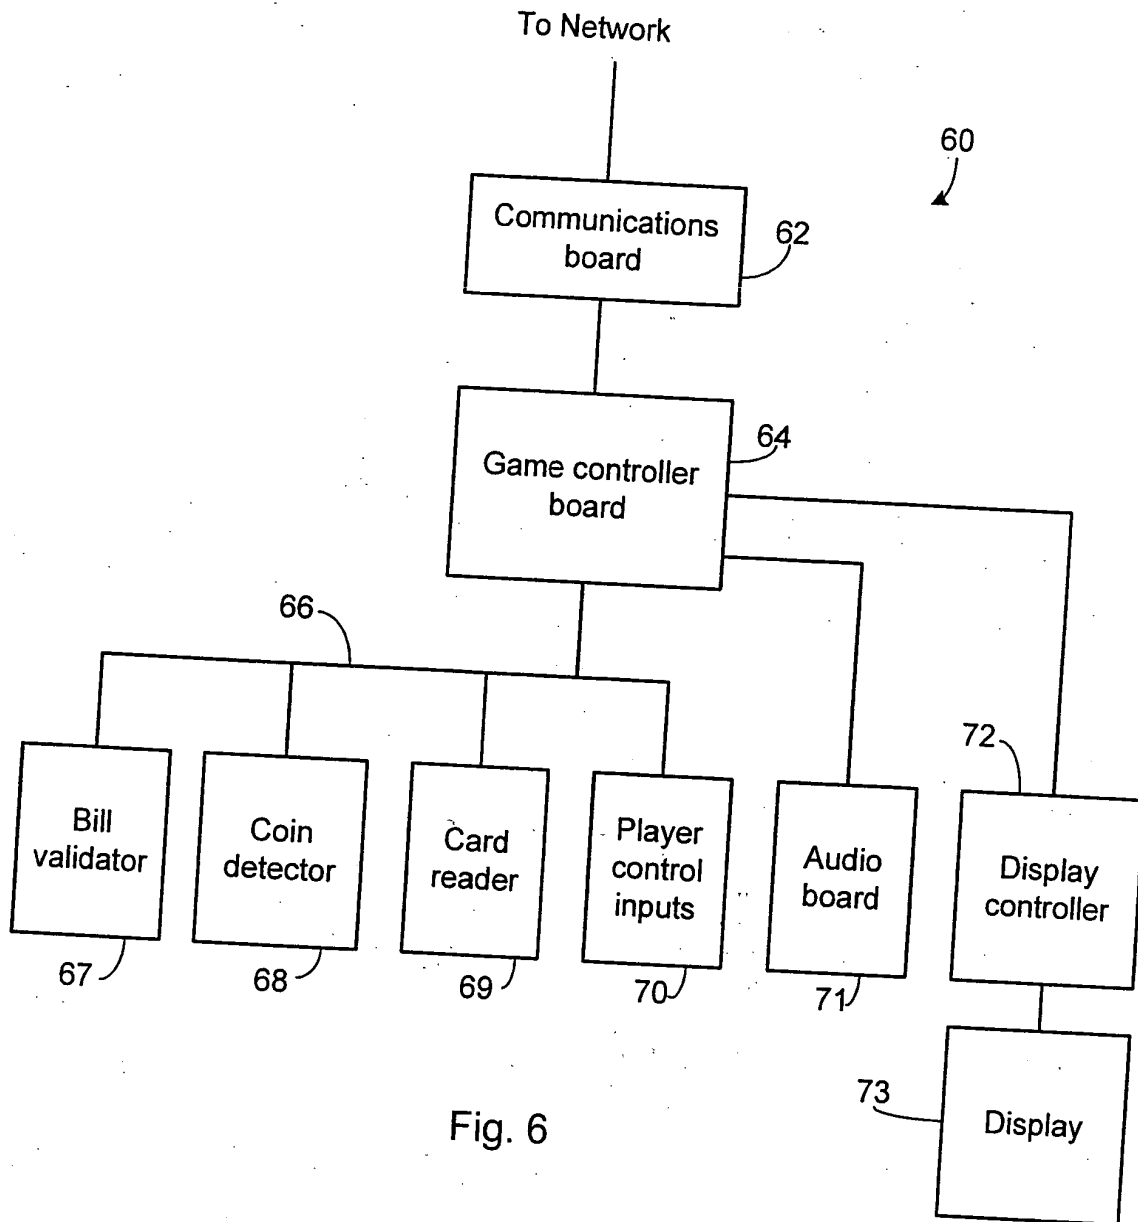 To Network
60
Communications
board
62
Game controller
board
64
66
72
Bill
validator
Coin
detector
Card
reader
Player
control
inputs
Audio
board
Display
controller
67
68
69
70
71
73
Display
Fig. 6